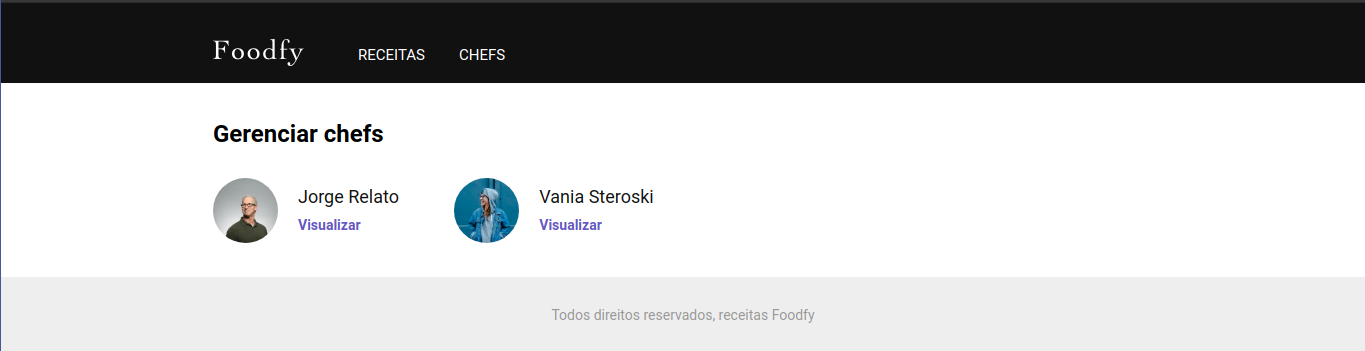 Foodfy RECEITAS CHEFS
Gerenciar chefs
Jorge Relato
Visualizar
Vania Steroski
Visualizar
Todos direitos reservados, receitas Foodfy